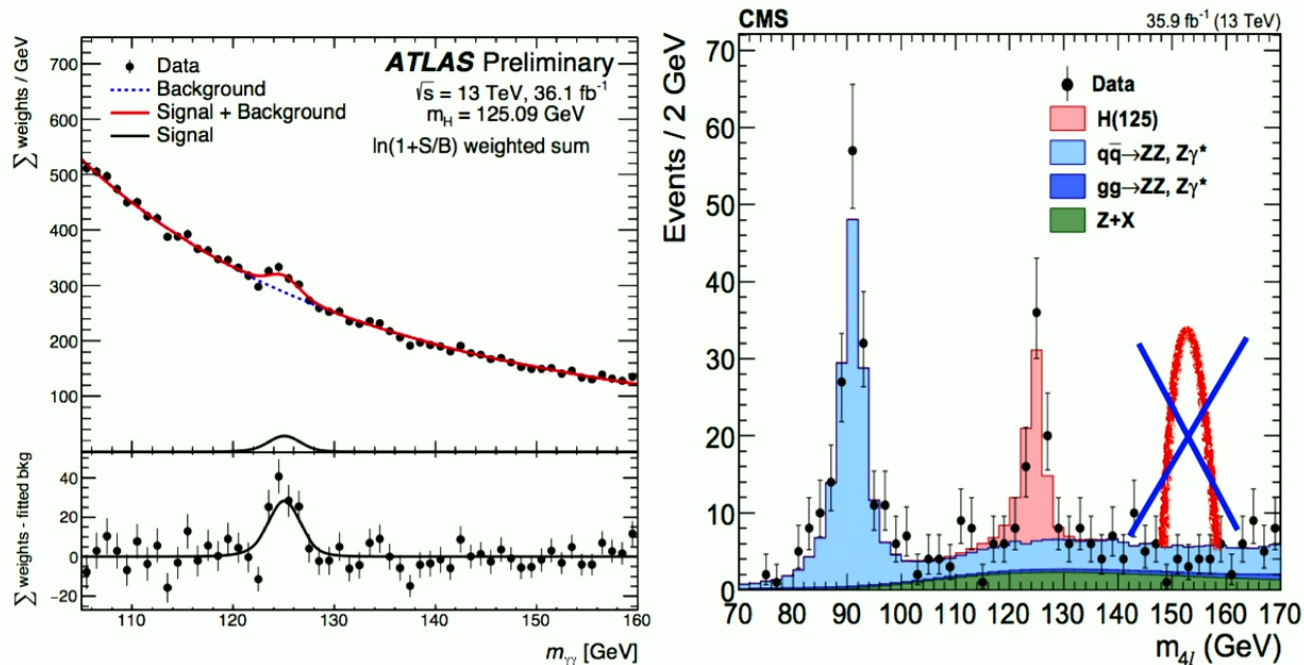 ∑ weights / GeV
700
600
500
400
300
200
100
Data
Background
Signal + Background
Signal
ATLAS Preliminary
√s = 13 TeV, 36.1 fb⁻¹
m_H = 125.09 GeV
ln(1+S/B) weighted sum
∑ weights - fitted bkg
40
20
0
−20
110 120 130 140 150 160
m_γγ [GeV]
CMS
35.9 fb⁻¹ (13 TeV)
Events / 2 GeV
70
60
50
40
30
20
10
0
Data
H(125)
qq̄→ZZ, Zγ*
gg→ZZ, Zγ*
Z+X
70 80 90 100 110 120 130 140 150 160 170
m_4l (GeV)